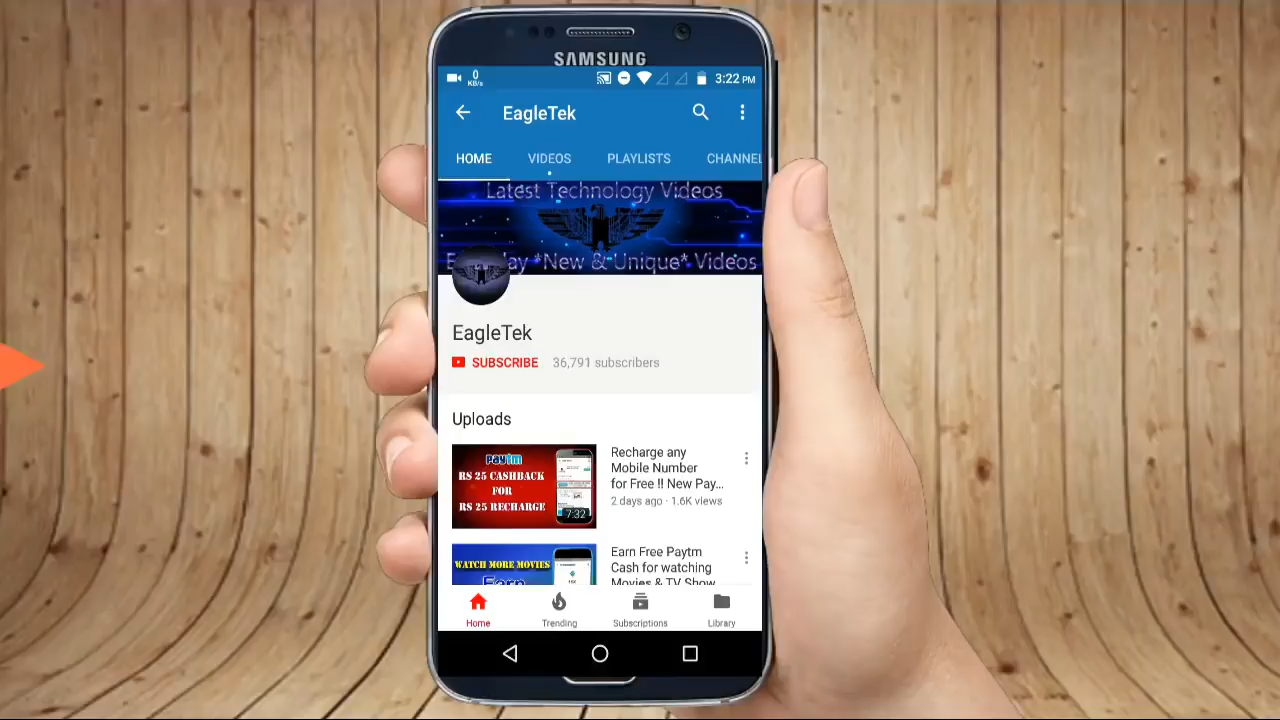 SAMSUNG
0
KB/s
3:22 PM
EagleTek
HOME VIDEOS PLAYLISTS CHANNEL
Latest Technology Videos
day *New & Unique* Videos
EagleTek
SUBSCRIBE 36,791 subscribers
Uploads
paytm
RS 25 CASHBACK
FOR
RS 25 RECHARGE
7:32
Recharge any
Mobile Number
for Free !! New Pay...
2 days ago · 1.6K views
WATCH MORE MOVIES
Earn
Earn Free Paytm
Cash for watching
Movies & TV Show
Home Trending Subscriptions Library